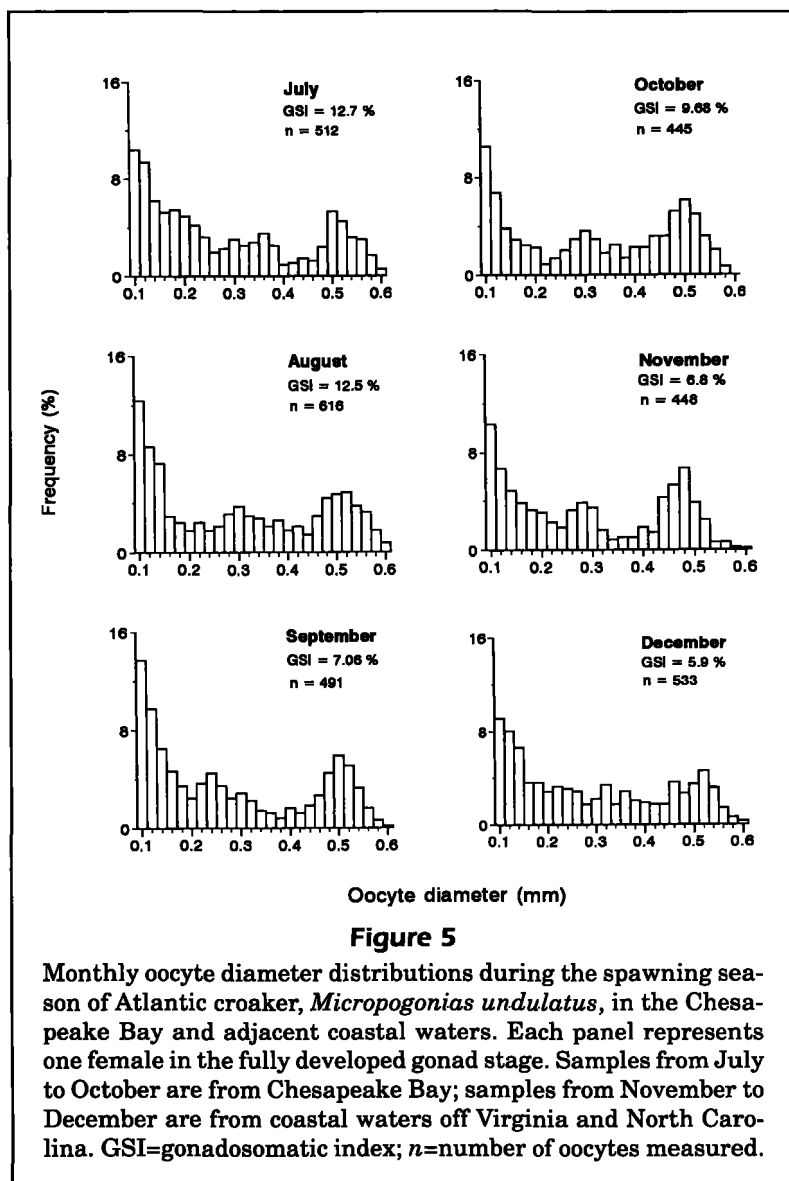 16
8
0
July
GSI = 12.7 %
n = 512
0.1 0.2 0.3 0.4 0.5 0.6
16
8
0
October
GSI = 9.68 %
n = 445
0.1 0.2 0.3 0.4 0.5 0.6
Frequency (%)
16
8
0
August
GSI = 12.5 %
n = 616
0.1 0.2 0.3 0.4 0.5 0.6
16
8
0
November
GSI = 6.8 %
n = 448
0.1 0.2 0.3 0.4 0.5 0.6
16
8
0
September
GSI = 7.06 %
n = 491
0.1 0.2 0.3 0.4 0.5 0.6
16
8
0
December
GSI = 5.9 %
n = 533
0.1 0.2 0.3 0.4 0.5 0.6
Oocyte diameter (mm)
Figure 5
Monthly oocyte diameter distributions during the spawning sea-
son of Atlantic croaker, Micropogonias undulatus, in the Chesa-
peake Bay and adjacent coastal waters. Each panel represents
one female in the fully developed gonad stage. Samples from July
to October are from Chesapeake Bay; samples from November to
December are from coastal waters off Virginia and North Caro-
lina. GSI=gonadosomatic index; n=number of oocytes measured.